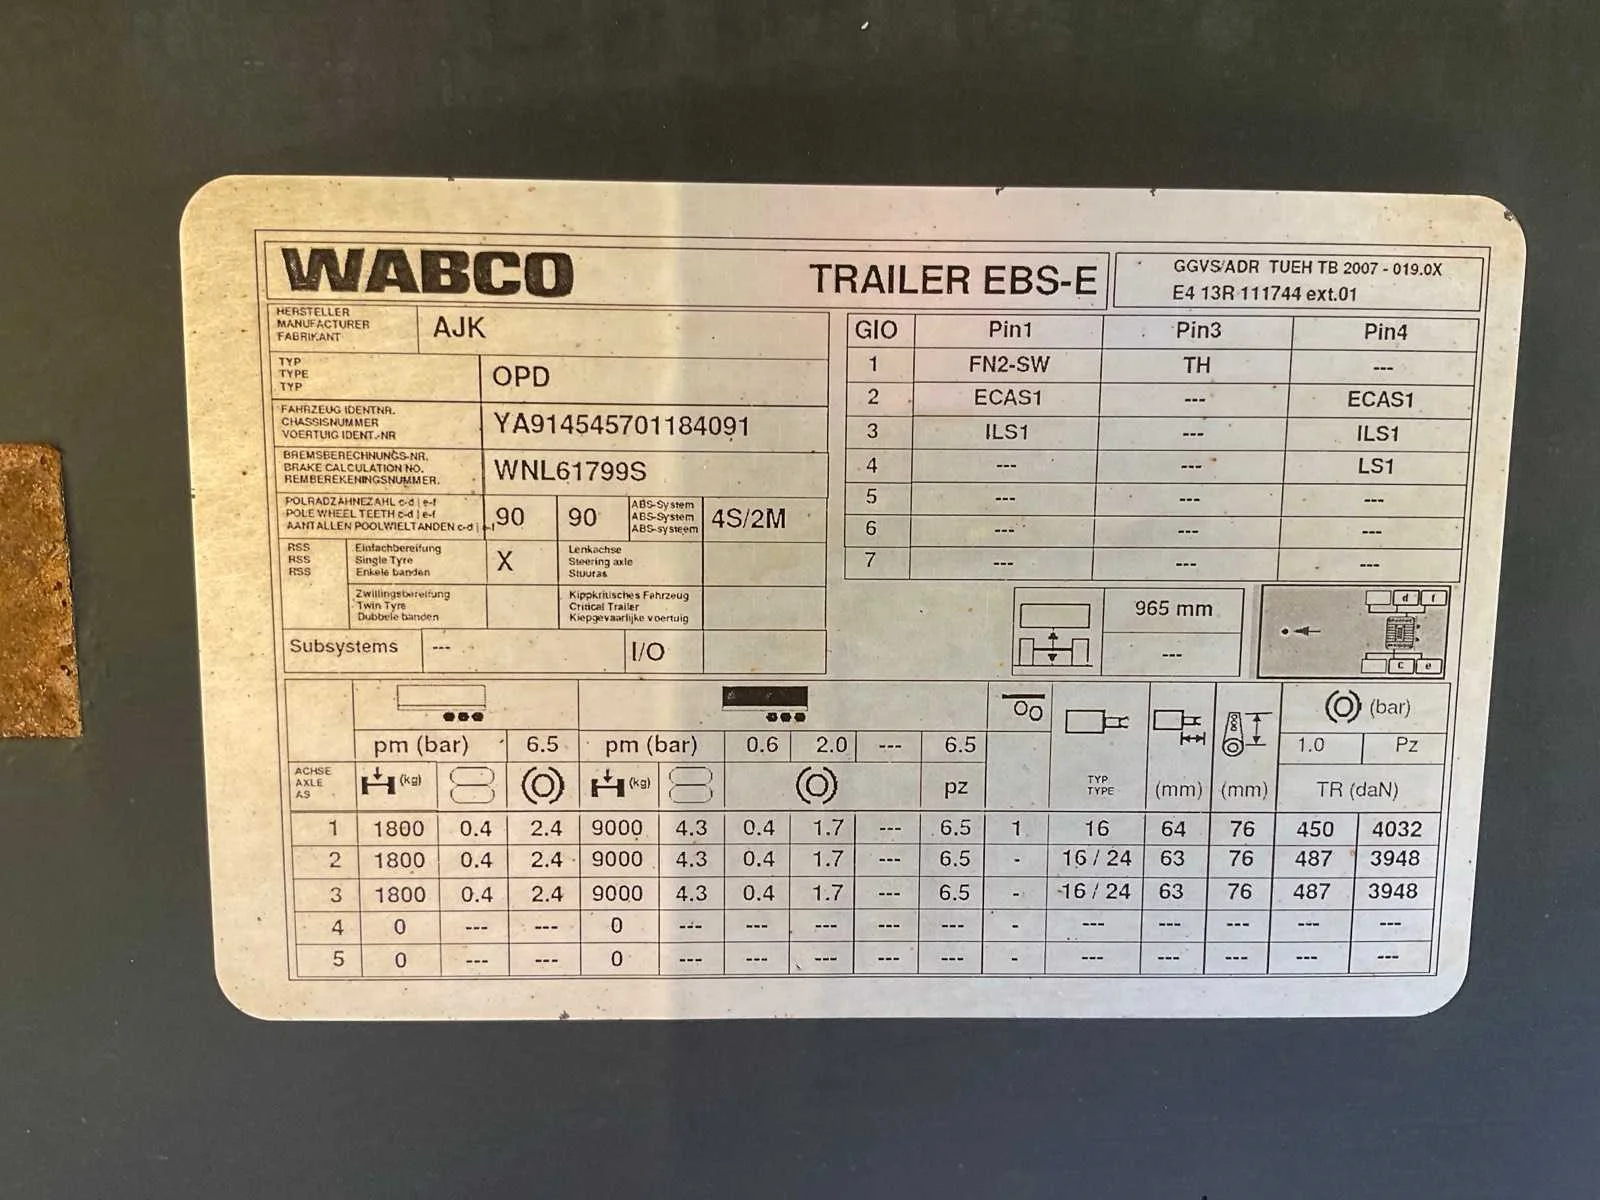 WABCO TRAILER EBS-E GGVS/ADR TUEH TB 2007 - 019.0X
E4 13R 111744 ext.01
HERSTELLER
MANUFACTURER
FABRIKANT
AJK
TYP
TYPE
TYP
OPD
FAHRZEUG IDENTNR.
CHASSISNUMMER
VOERTUIG IDENT.-NR
YA914545701184091
BREMSBERECHNUNGS-NR.
BRAKE CALCULATION NO.
REMBEREKENINGSNUMMER.
WNL61799S
POLRADZAHNEZAHL c-d | e-f
POLE WHEEL TEETH c-d | e-f
AANTALLEN POOLWIELTANDEN c-d | e-f
90 90
ABS-System
ABS-System
ABS-systeem
4S/2M
RSS
RSS
RSS
Einfachbereifung
Single Tyre
Enkele banden
X
Lenkachse
Steering axle
Stuuras
Zwillingsbereifung
Twin Tyre
Dubbele banden
Kippkritisches Fahrzeug
Critical Trailer
Kiepgevaarlijke voertuig
Subsystems --- I/O
GIO Pin1 Pin3 Pin4
1 FN2-SW TH ---
2 ECAS1 --- ECAS1
3 ILS1 --- ILS1
4 --- --- LS1
5 --- --- ---
6 --- --- ---
7 --- --- ---
965 mm
---
d f
c e
pm (bar) 6.5 pm (bar) 0.6 2.0 --- 6.5
(bar)
1.0 Pz
ACHSE
AXLE
AS
(kg) (kg) pz
TYP
TYPE
(mm) (mm) TR (daN)
1 1800 0.4 2.4 9000 4.3 0.4 1.7 --- 6.5 1 16 64 76 450 4032
2 1800 0.4 2.4 9000 4.3 0.4 1.7 --- 6.5 - 16 / 24 63 76 487 3948
3 1800 0.4 2.4 9000 4.3 0.4 1.7 --- 6.5 - 16 / 24 63 76 487 3948
4 0 --- --- 0 --- --- --- --- --- - --- --- --- --- ---
5 0 --- --- 0 --- --- --- --- --- - --- --- --- --- ---